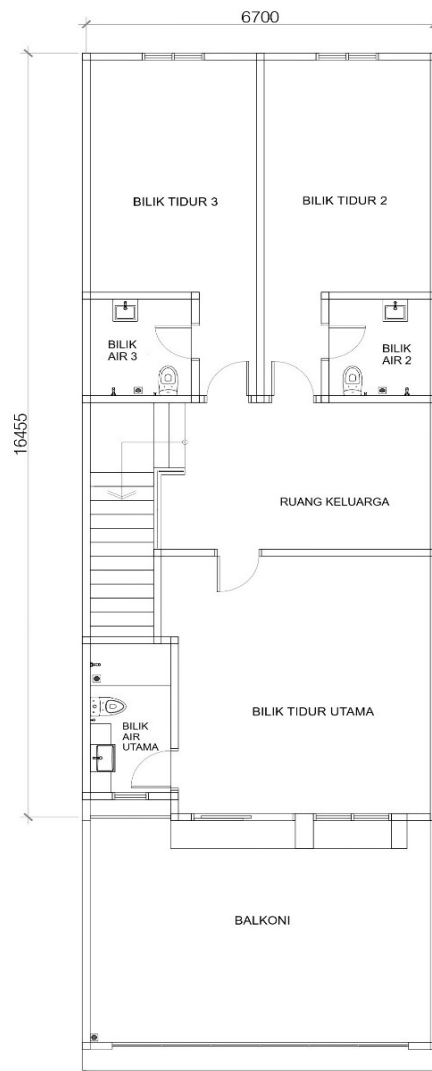 6700
BILIK TIDUR 3
BILIK TIDUR 2
BILIK
AIR 3
BILIK
AIR 2
16455
RUANG KELUARGA
BILIK TIDUR UTAMA
BILIK
AIR
UTAMA
BALKONI